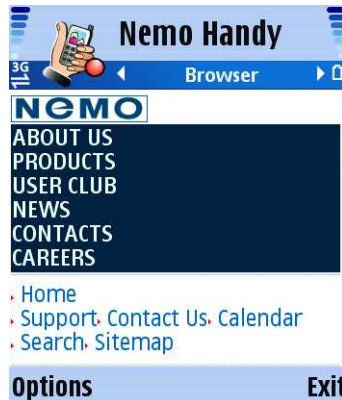 Nemo Handy
3G
Browser
NEMO
ABOUT US
PRODUCTS
USER CLUB
NEWS
CONTACTS
CAREERS
Home
Support Contact Us Calendar
Search Sitemap
Options Exit